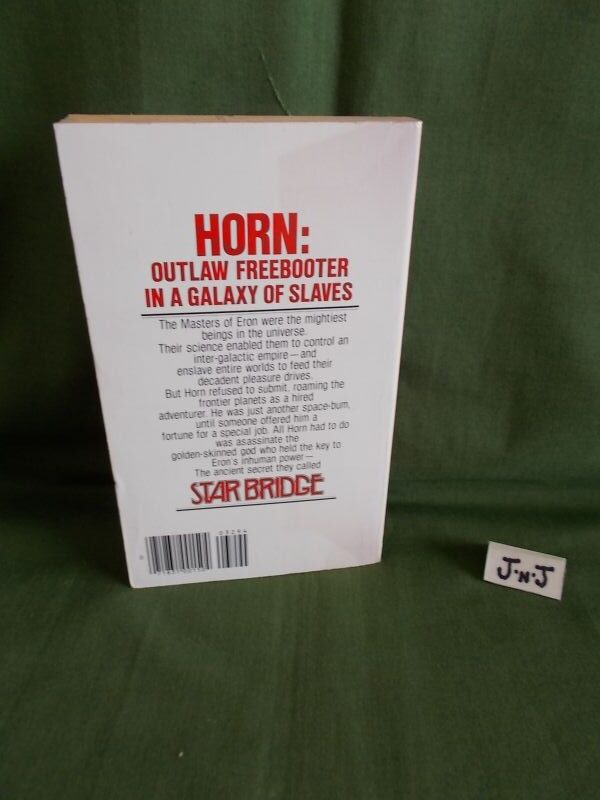 HORN:
OUTLAW FREEBOOTER
IN A GALAXY OF SLAVES
The Masters of Eron were the mightiest
beings in the universe.
Their science enabled them to control an
inter-galactic empire—and
enslave entire worlds to feed their
decadent pleasure drives.
But Horn refused to submit, roaming the
frontier planets as a hired
adventurer. He was just another space-bum,
until someone offered him a
fortune for a special job. All Horn had to do
was asassinate the
golden-skinned god who held the key to
Eron's inhuman power—
The ancient secret they called
STAR BRIDGE
03294
J·N·J